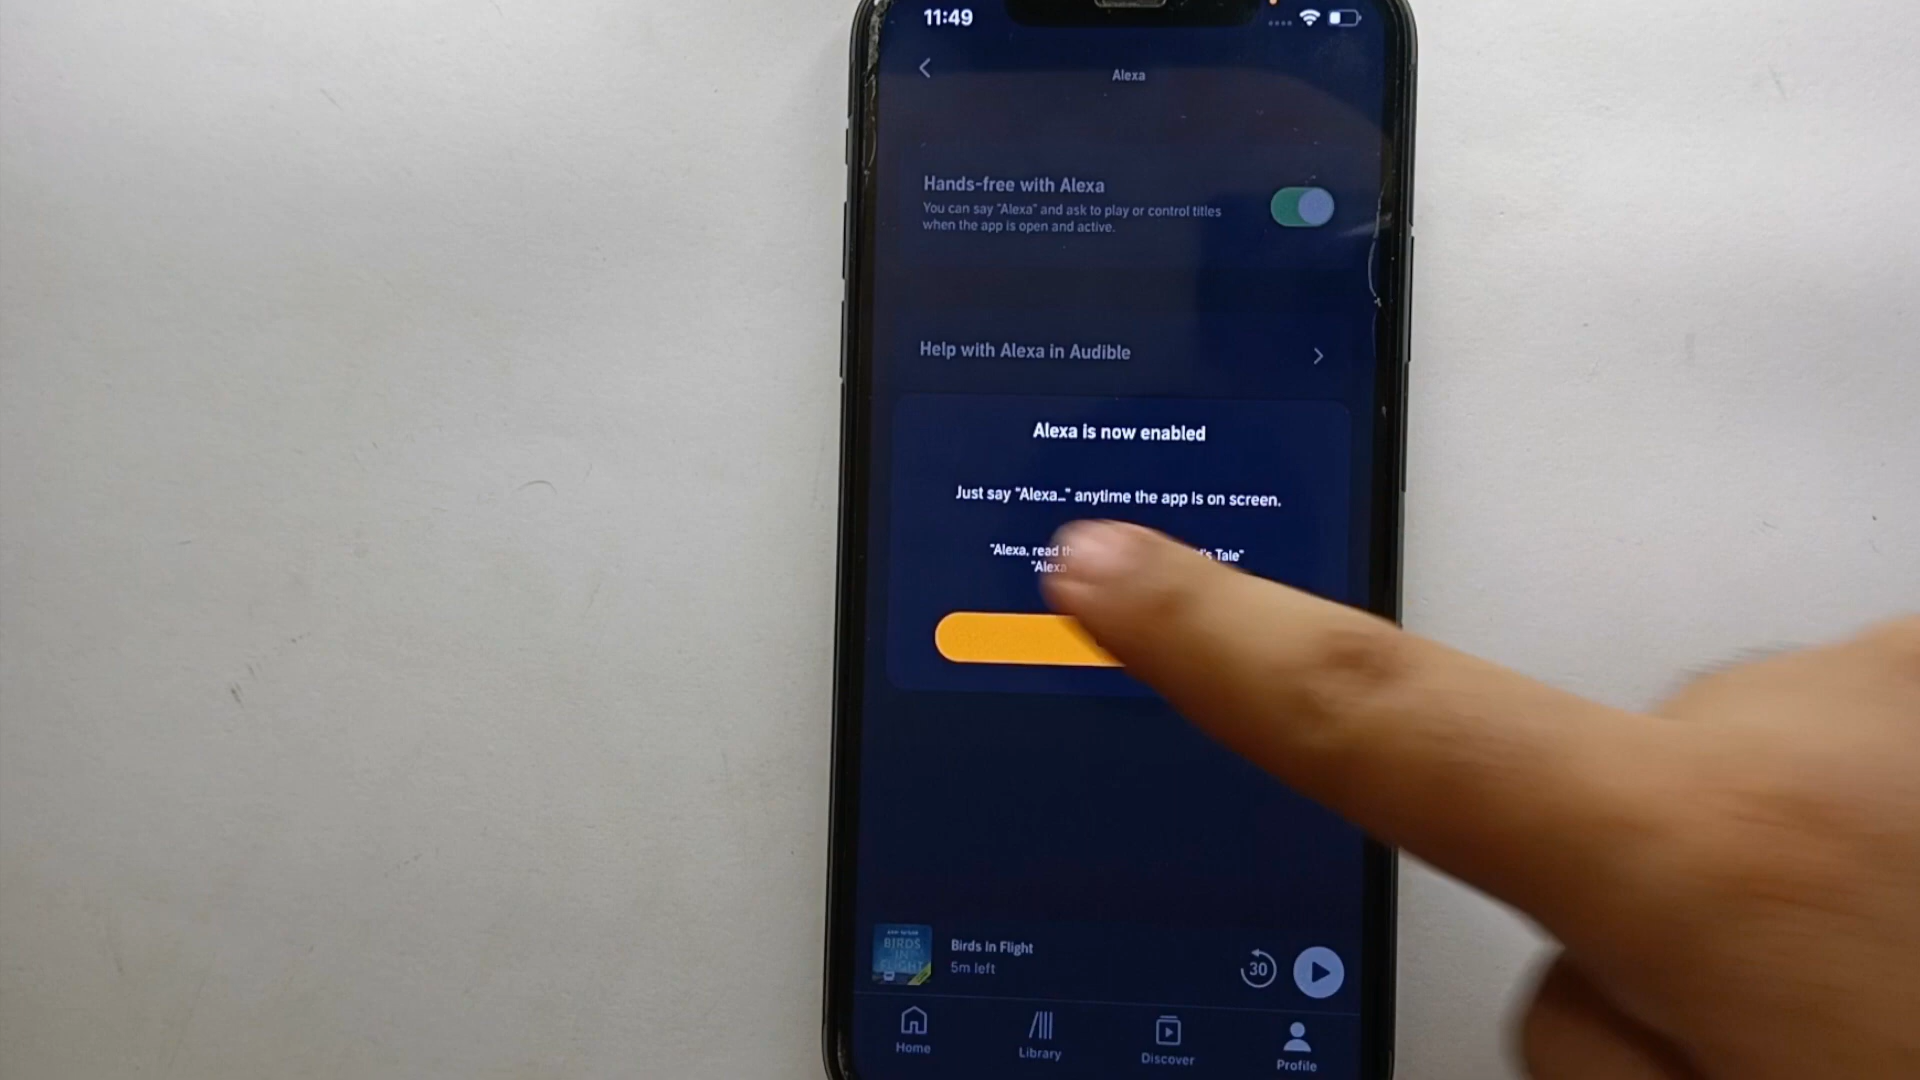 11:49
Alexa
Hands-free with Alexa
You can say "Alexa" and ask to play or control titles
when the app is open and active.
Help with Alexa in Audible
Alexa is now enabled
Just say "Alexa..." anytime the app is on screen.
"Alexa, read Tale"
"Alexa
BIRDS
IN
FLIGHT
Birds In Flight
5m left
30
Home
Library
Discover
Profile